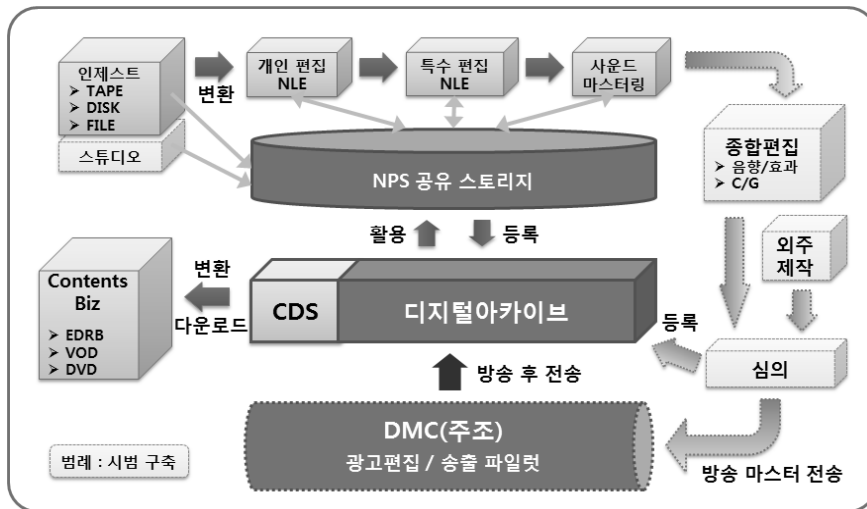 인제스트
➢ TAPE
➢ DISK
➢ FILE
스튜디오
변환
개인 편집
NLE
특수 편집
NLE
사운드
마스터링
종합편집
➢ 음향/효과
➢ C/G
NPS 공유 스토리지
활용
등록
외주
제작
Contents
Biz
➢ EDRB
➢ VOD
➢ DVD
변환
다운로드
CDS
디지털아카이브
등록
심의
방송 후 전송
DMC(주조)
광고편집 / 송출 파일럿
방송 마스터 전송
범례 : 시범 구축